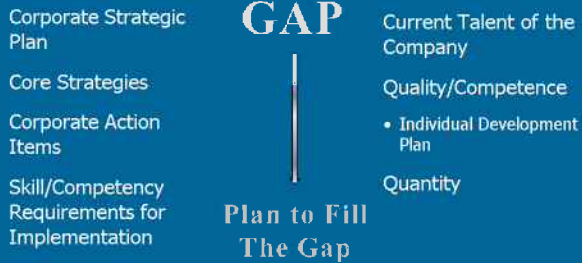 Corporate Strategic
Plan
Core Strategies
Corporate Action
Items
Skill/Competency
Requirements for
Implementation
GAP
Plan to Fill
The Gap
Current Talent of the
Company
Quality/Competence
• Individual Development
Plan
Quantity